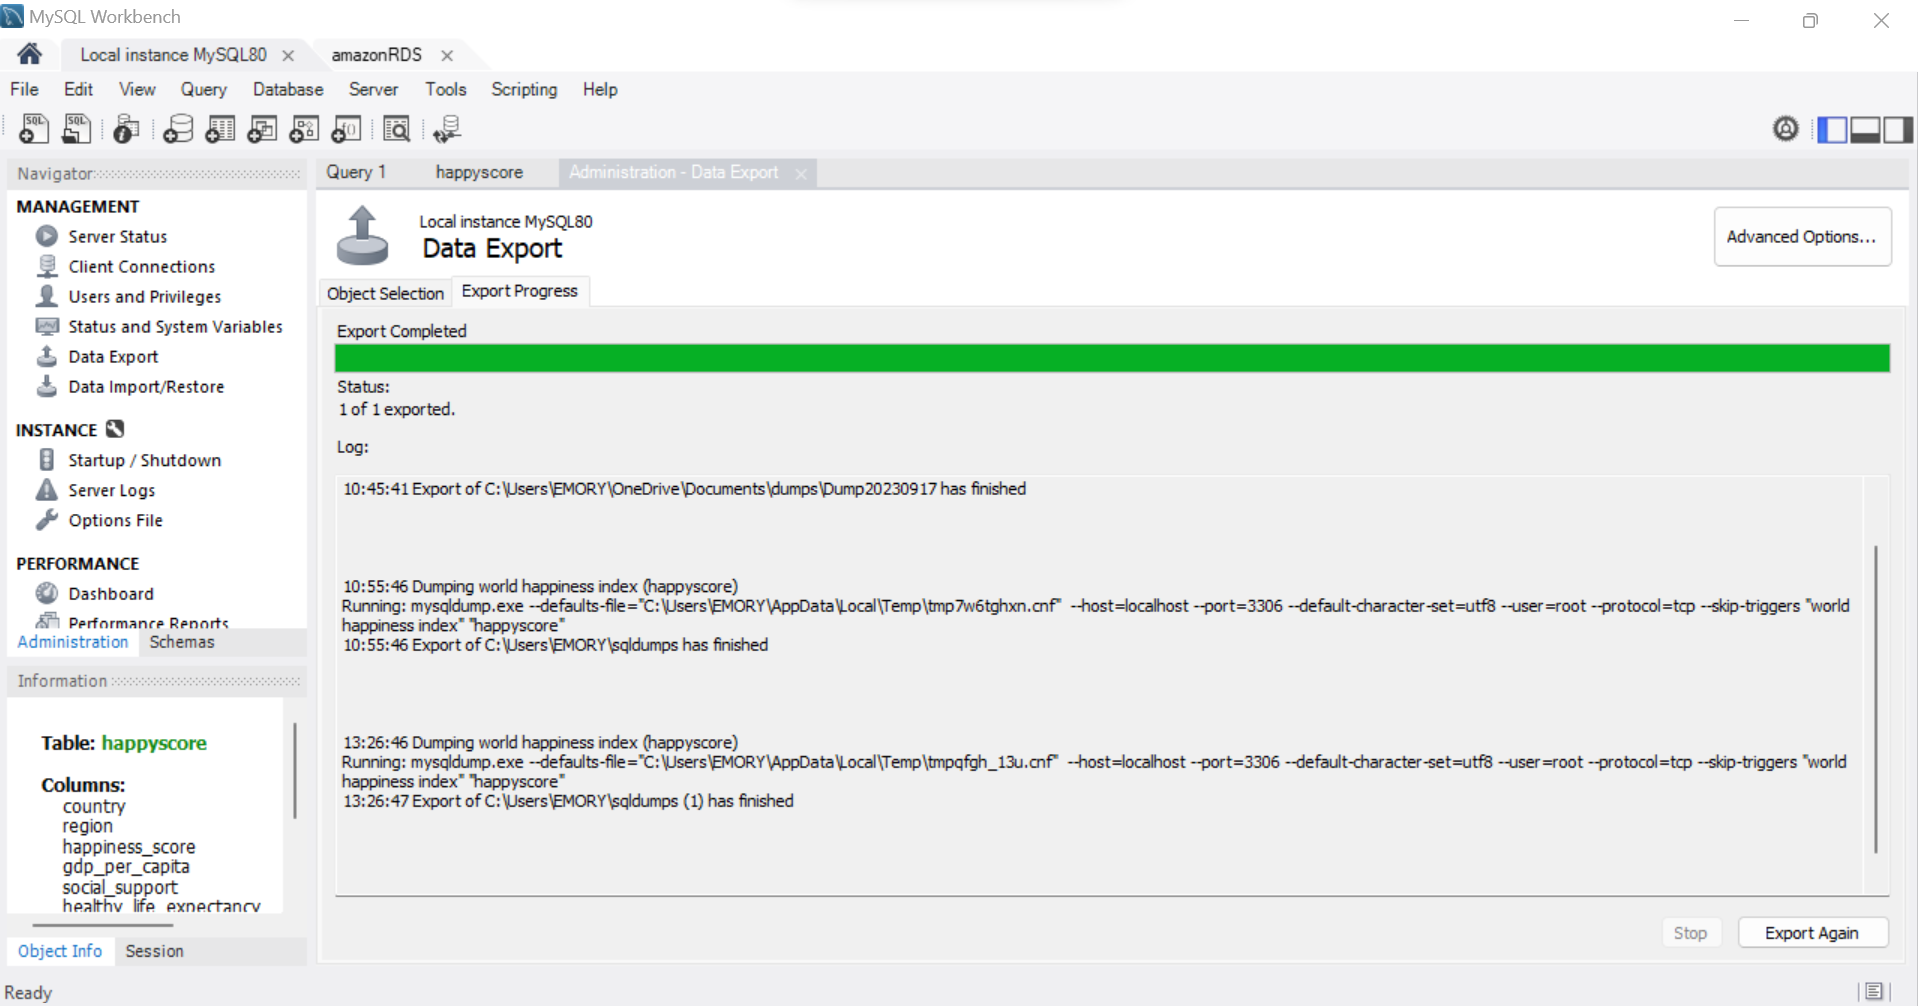 MySQL Workbench
Local instance MySQL80
amazonRDS
File Edit View Query Database Server Tools Scripting Help
SQL SQL
Navigator
MANAGEMENT
Server Status
Client Connections
Users and Privileges
Status and System Variables
Data Export
Data Import/Restore
INSTANCE
Startup / Shutdown
Server Logs
Options File
PERFORMANCE
Dashboard
Performance Reports
Administration Schemas
Information
Table: happyscore
Columns:
country
region
happiness_score
gdp_per_capita
social_support
healthy_life_expectancy
Object Info Session
Query 1 happyscore Administration - Data Export
Local instance MySQL80
Data Export
Advanced Options...
Object Selection Export Progress
Export Completed
Status:
1 of 1 exported.
Log:
10:45:41 Export of C:\Users\EMORY\OneDrive\Documents\dumps\Dump20230917 has finished
10:55:46 Dumping world happiness index (happyscore)
Running: mysqldump.exe --defaults-file="C:\Users\EMORY\AppData\Local\Temp\tmp7w6tghxn.cnf"  --host=localhost --port=3306 --default-character-set=utf8 --user=root --protocol=tcp --skip-triggers "world
happiness index" "happyscore"
10:55:46 Export of C:\Users\EMORY\sqldumps has finished
13:26:46 Dumping world happiness index (happyscore)
Running: mysqldump.exe --defaults-file="C:\Users\EMORY\AppData\Local\Temp\tmpqfgh_13u.cnf"  --host=localhost --port=3306 --default-character-set=utf8 --user=root --protocol=tcp --skip-triggers "world
happiness index" "happyscore"
13:26:47 Export of C:\Users\EMORY\sqldumps (1) has finished
Stop Export Again
Ready